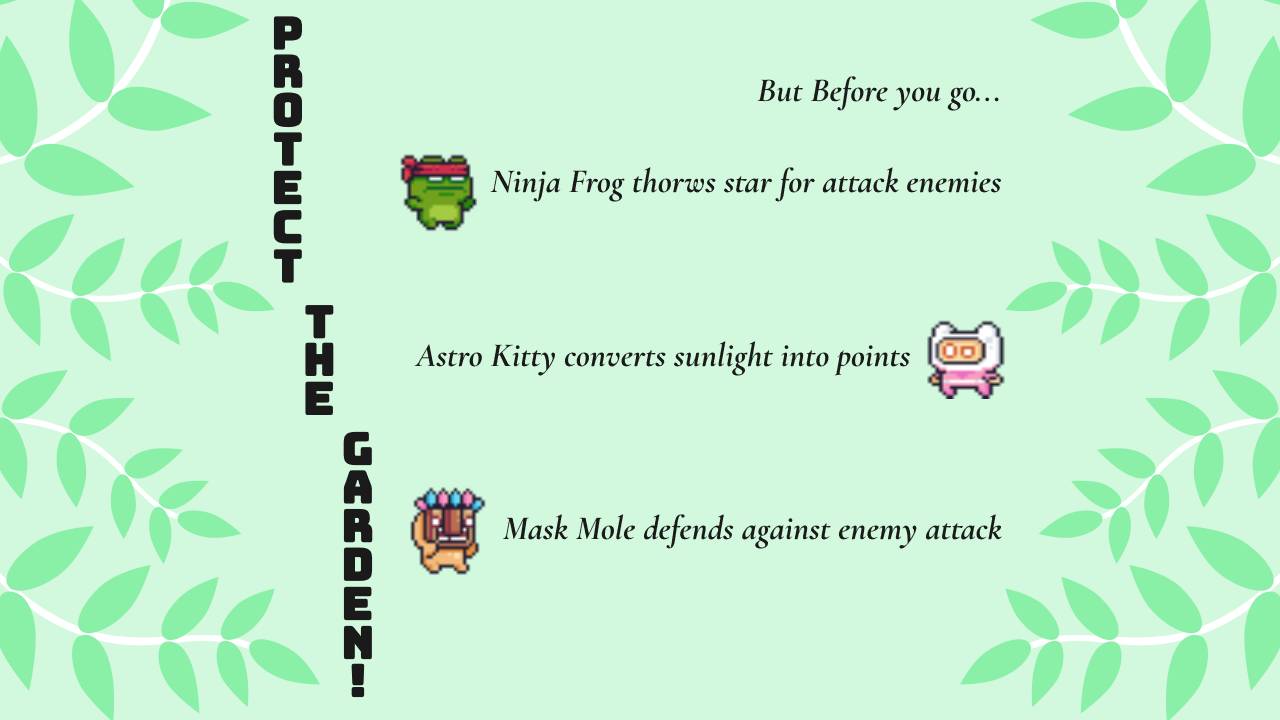 PROTECT
THE
GARDEN!
But Before you go...
Ninja Frog thorws star for attack enemies
Astro Kitty converts sunlight into points
Mask Mole defends against enemy attack